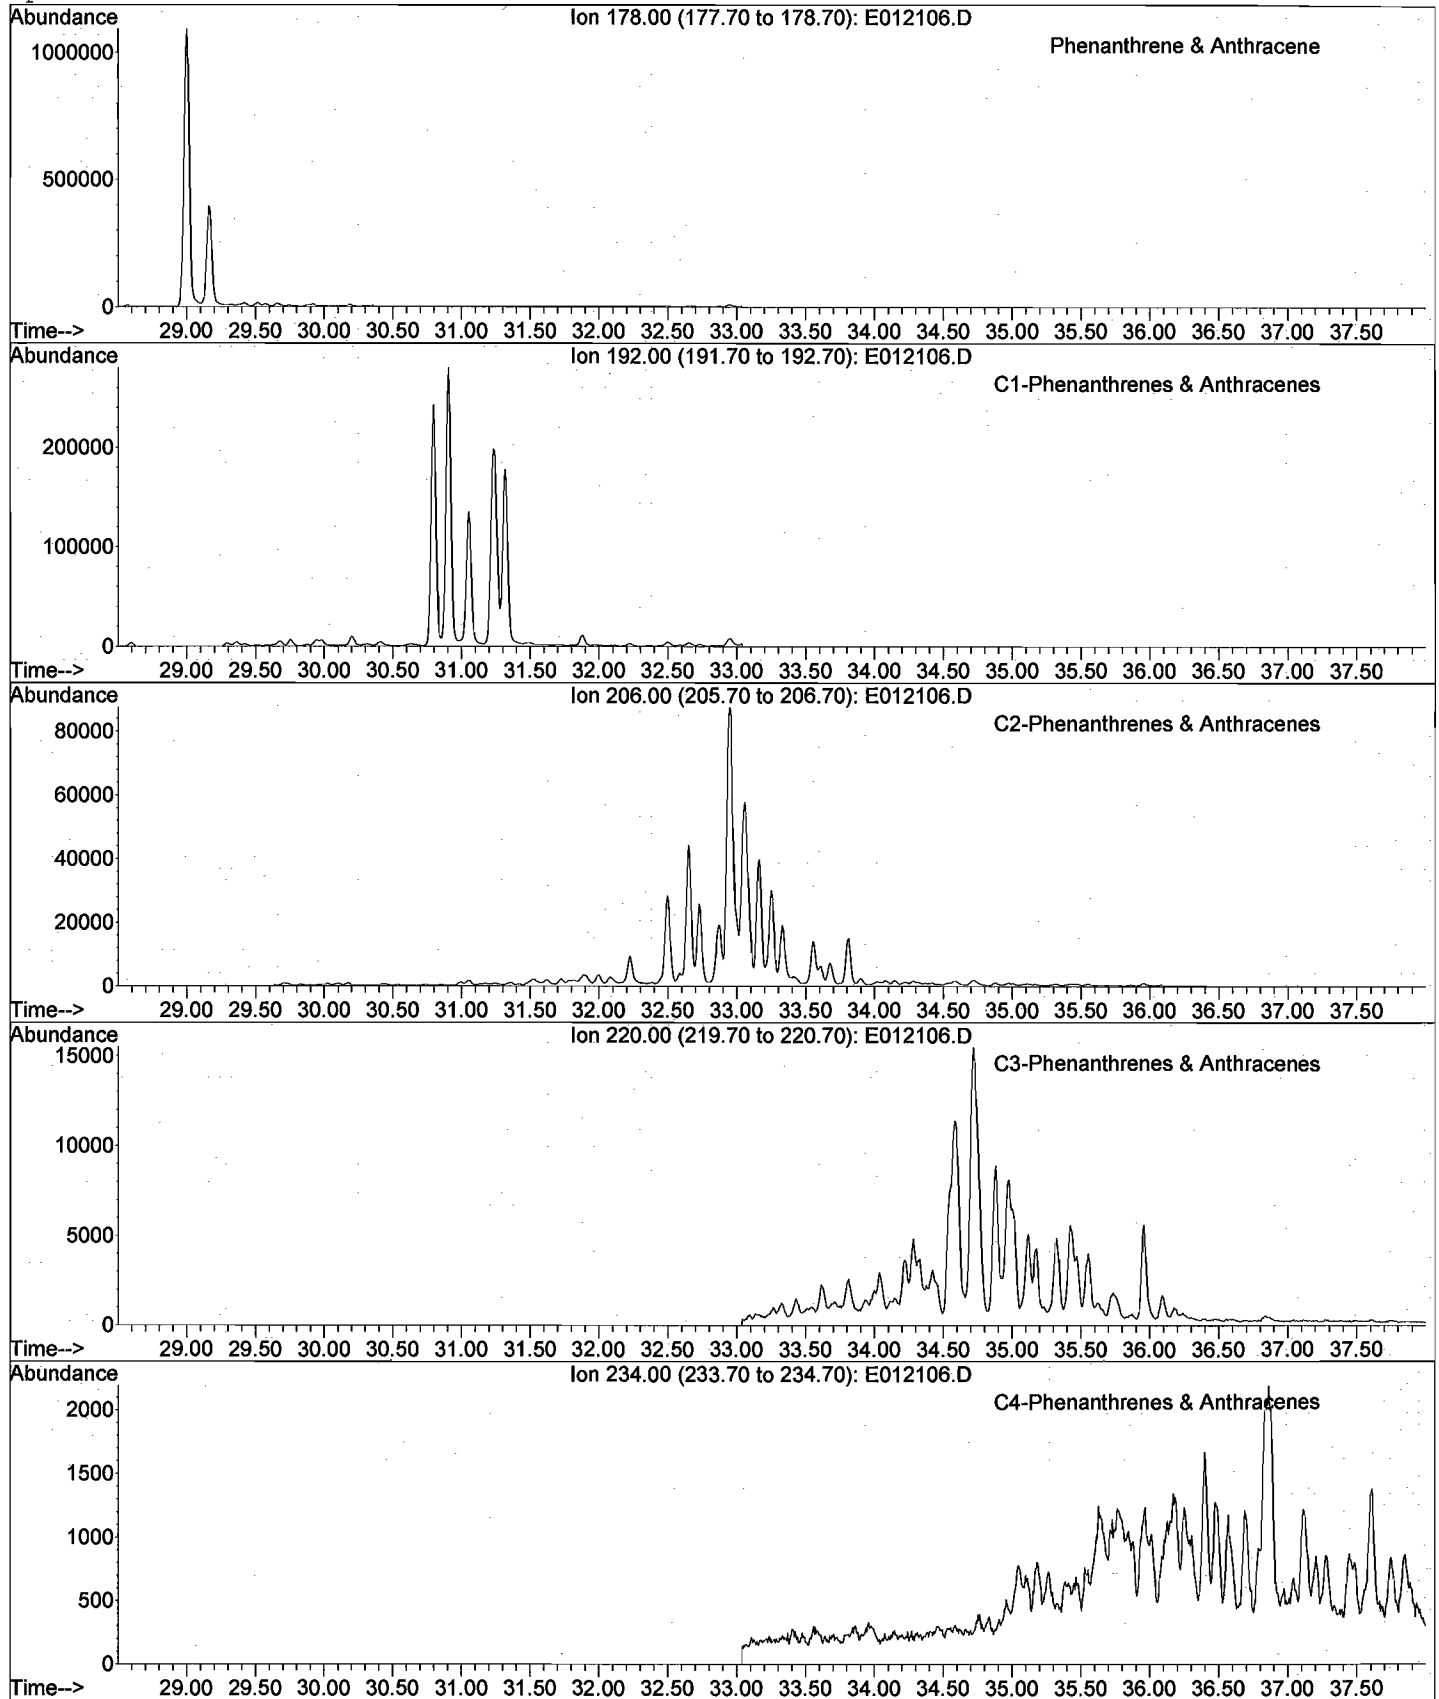 Abundance
Ion 178.00 (177.70 to 178.70): E012106.D
Phenanthrene & Anthracene
1000000
500000
0
Time--> 29.00 29.50 30.00 30.50 31.00 31.50 32.00 32.50 33.00 33.50 34.00 34.50 35.00 35.50 36.00 36.50 37.00 37.50
Abundance
Ion 192.00 (191.70 to 192.70): E012106.D
C1-Phenanthrenes & Anthracenes
200000
100000
0
Time--> 29.00 29.50 30.00 30.50 31.00 31.50 32.00 32.50 33.00 33.50 34.00 34.50 35.00 35.50 36.00 36.50 37.00 37.50
Abundance
Ion 206.00 (205.70 to 206.70): E012106.D
C2-Phenanthrenes & Anthracenes
80000
60000
40000
20000
0
Time--> 29.00 29.50 30.00 30.50 31.00 31.50 32.00 32.50 33.00 33.50 34.00 34.50 35.00 35.50 36.00 36.50 37.00 37.50
Abundance
Ion 220.00 (219.70 to 220.70): E012106.D
15000
C3-Phenanthrenes & Anthracenes
10000
5000
0
Time--> 29.00 29.50 30.00 30.50 31.00 31.50 32.00 32.50 33.00 33.50 34.00 34.50 35.00 35.50 36.00 36.50 37.00 37.50
Abundance
Ion 234.00 (233.70 to 234.70): E012106.D
C4-Phenanthrenes & Anthracenes
2000
1500
1000
500
0
Time--> 29.00 29.50 30.00 30.50 31.00 31.50 32.00 32.50 33.00 33.50 34.00 34.50 35.00 35.50 36.00 36.50 37.00 37.50